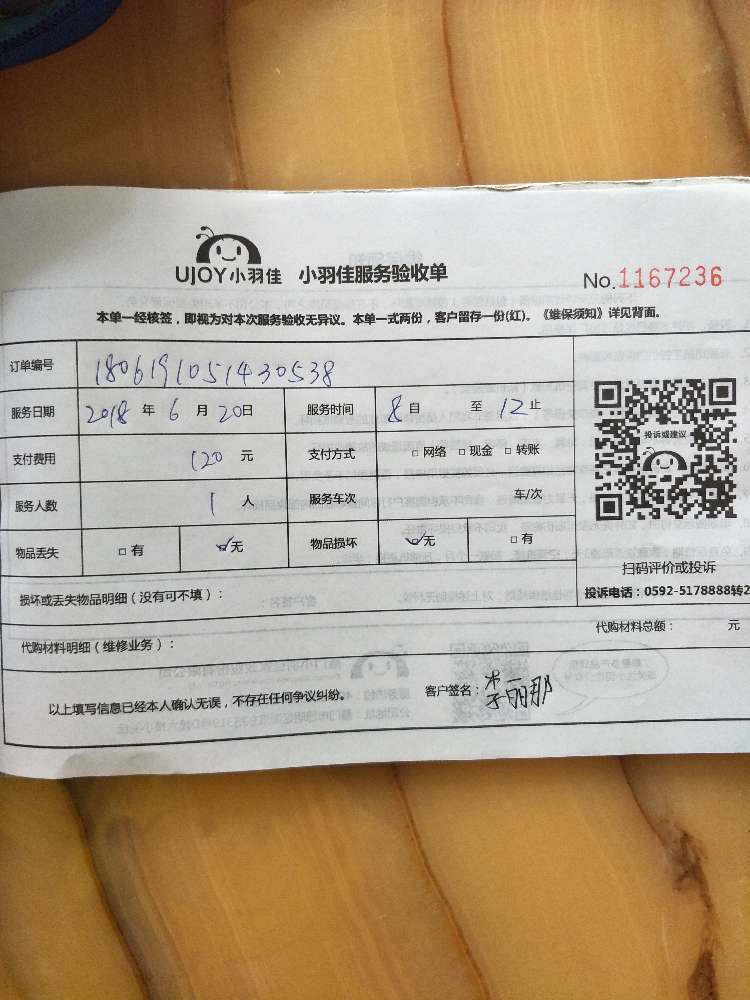 UJOY小羽佳 小羽佳服务验收单
No.1167236
本单一经核签，即视为对本次服务验收无异议。本单一式两份，客户留存一份(红)。《维保须知》详见背面。
订单编号 1806191051430538
服务日期 2018 年 6 月 20日 服务时间 8自 至 12止
投诉或建议
支付费用 120 元 支付方式 □ 网络 □ 现金 □ 转账
服务人数 1 人 服务车次 车/次
物品丢失 □ 有 ☑无 物品损坏 ☑无 □ 有
扫码评价或投诉
投诉电话：0592-5178888转2
损坏或丢失物品明细（没有可不填）：
代购材料总额： 元
代购材料明细（维修业务）：
以上填写信息已经本人确认无误，不存在任何争议纠纷。
客户签名：李丽那